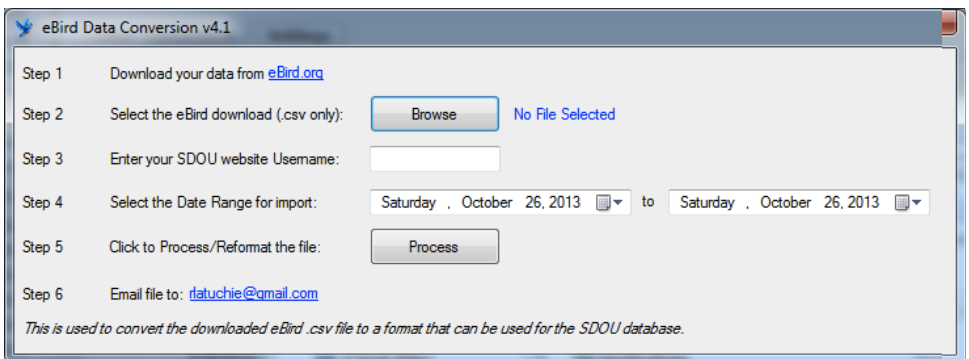 eBird Data Conversion v4.1
Step 1 Download your data from eBird.org
Step 2 Select the eBird download (.csv only): Browse No File Selected
Step 3 Enter your SDOU website Username:
Step 4 Select the Date Range for import: Saturday , October 26, 2013 to Saturday , October 26, 2013
Step 5 Click to Process/Reformat the file: Process
Step 6 Email file to: rlatuchie@gmail.com
This is used to convert the downloaded eBird .csv file to a format that can be used for the SDOU database.